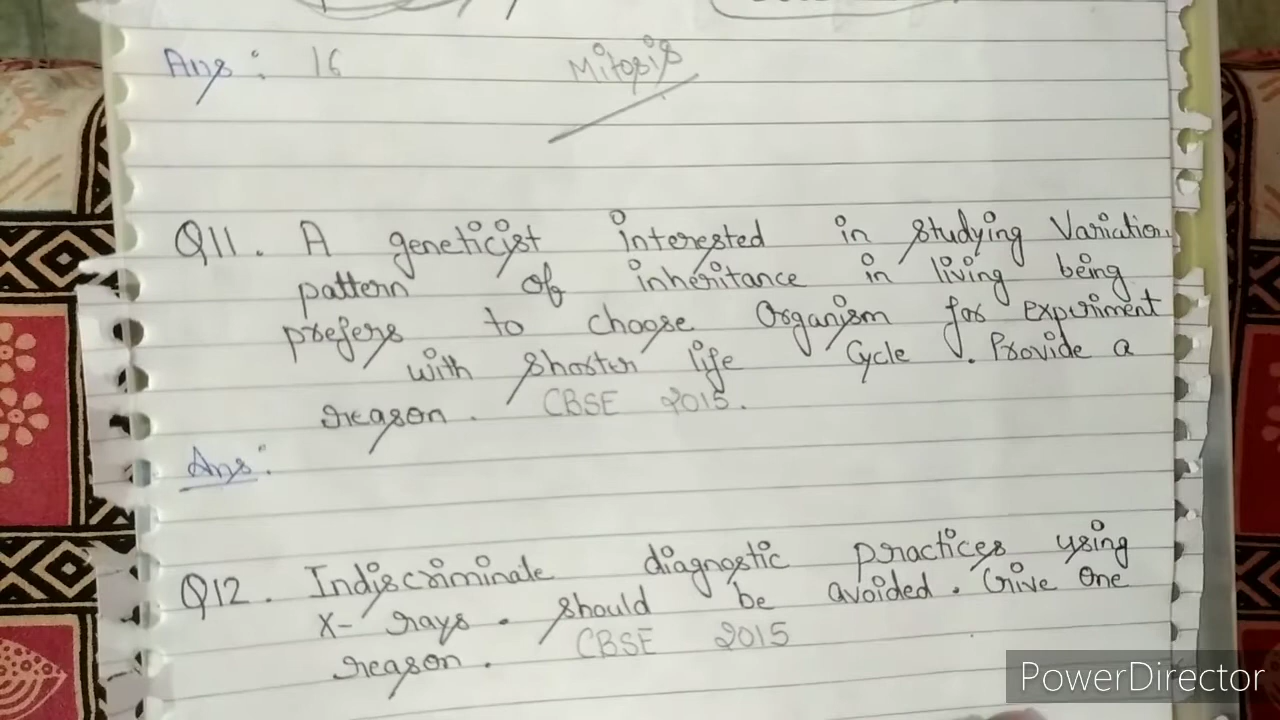 Ans: 16 Mitosis
Q11. A geneticist interested in studying Variation,
pattern of inheritance in living being
prefers to choose Organism for experiment
with shorter life Cycle. Provide a
reason. CBSE 2015.
Ans:
Q12. Indiscriminate diagnostic practices using
X-rays. should be avoided. Give One
reason. CBSE 2015
PowerDirector